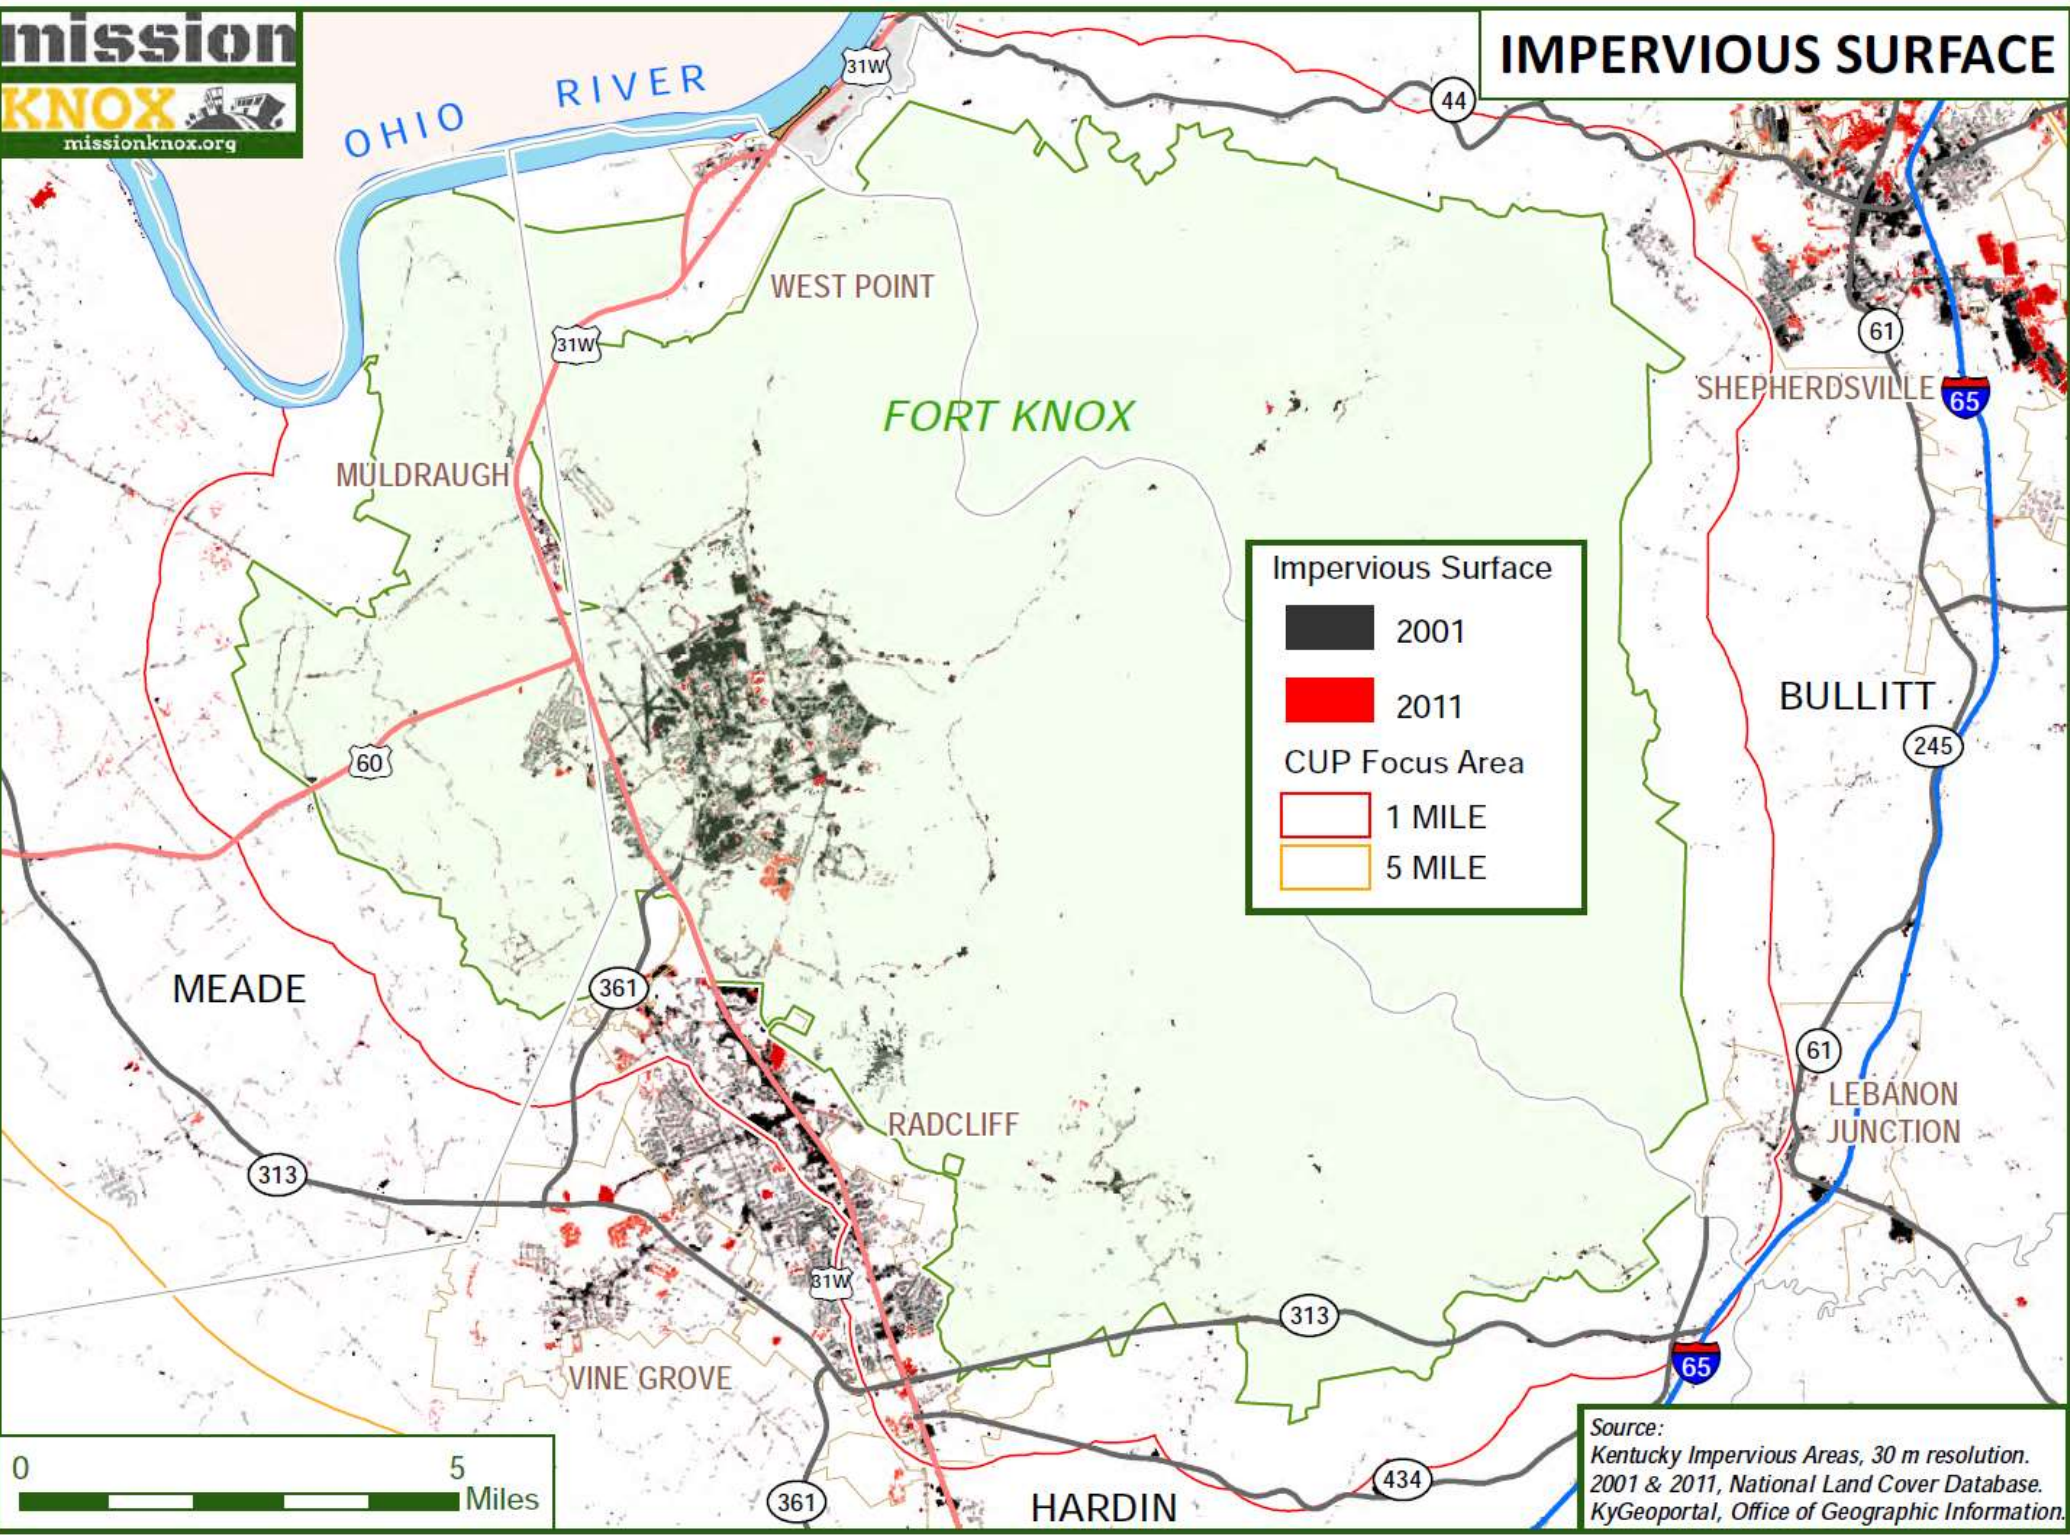 mission
KNOX
missionknox.org
IMPERVIOUS SURFACE
OHIO RIVER
31W
44
WEST POINT
31W
61
SHEPHERDSVILLE
65
FORT KNOX
MULDRAUGH
Impervious Surface
2001
2011
CUP Focus Area
1 MILE
5 MILE
BULLITT
245
60
MEADE
361
61
LEBANON
JUNCTION
RADCLIFF
313
31W
313
65
VINE GROVE
0 5
Miles
361
HARDIN
434
Source:
Kentucky Impervious Areas, 30 m resolution.
2001 & 2011, National Land Cover Database.
KyGeoportal, Office of Geographic Information.